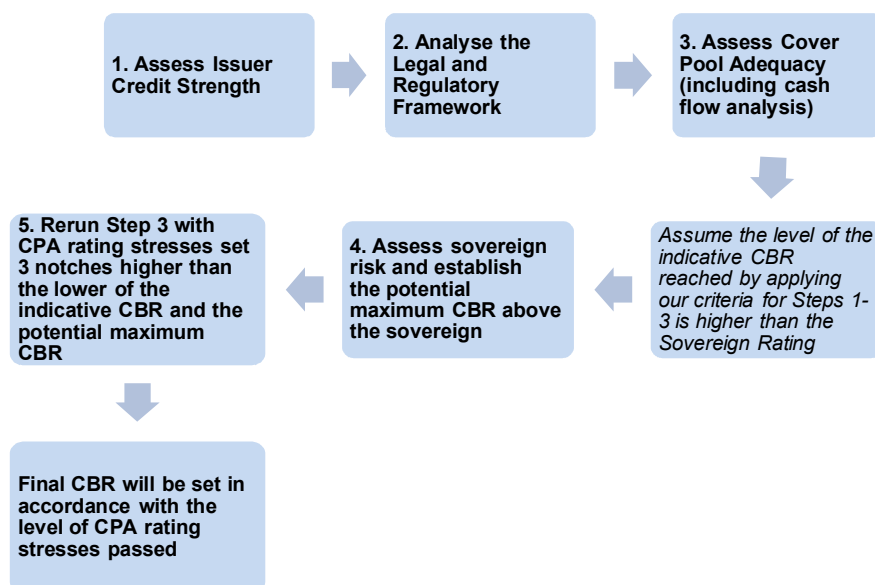 1. Assess Issuer
Credit Strength
2. Analyse the
Legal and
Regulatory
Framework
3. Assess Cover
Pool Adequacy
(including cash
flow analysis)
Assume the level of the
indicative CBR
reached by applying
our criteria for Steps 1-
3 is higher than the
Sovereign Rating
4. Assess sovereign
risk and establish
the potential
maximum CBR above
the sovereign
5. Rerun Step 3 with
CPA rating stresses set
3 notches higher than
the lower of the
indicative CBR and the
potential maximum
CBR
Final CBR will be set in
accordance with the
level of CPA rating
stresses passed